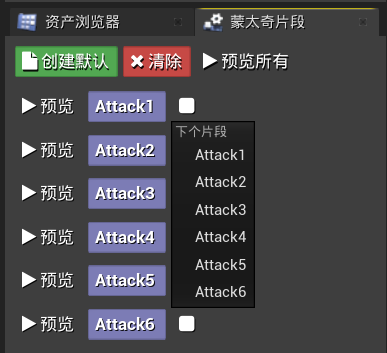 资产浏览器
蒙太奇片段
创建默认 清除 预览所有
预览 Attack1
预览 Attack2
预览 Attack3
预览 Attack4
预览 Attack5
预览 Attack6
下个片段
Attack1
Attack2
Attack3
Attack4
Attack5
Attack6